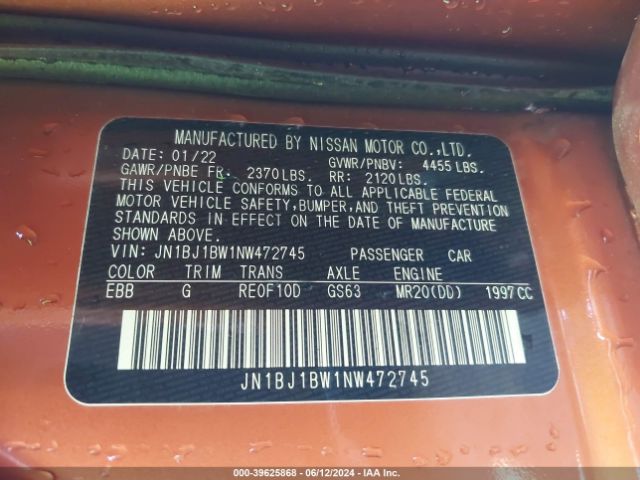 MANUFACTURED BY NISSAN MOTOR CO.,LTD.
DATE: 01/22 GVWR/PNBV: 4455 LBS.
GAWR/PNBE FR: 2370 LBS. RR: 2120 LBS.
THIS VEHICLE CONFORMS TO ALL APPLICABLE FEDERAL
MOTOR VEHICLE SAFETY, BUMPER, AND THEFT PREVENTION
STANDARDS IN EFFECT ON THE DATE OF MANUFACTURE
SHOWN ABOVE.
VIN: JN1BJ1BW1NW472745 PASSENGER CAR
COLOR TRIM TRANS AXLE ENGINE
EBB G RE0F10D GS63 MR20(DD) 1997CC
JN1BJ1BW1NW472745
000-39625868 - 06/12/2024 - IAA Inc.